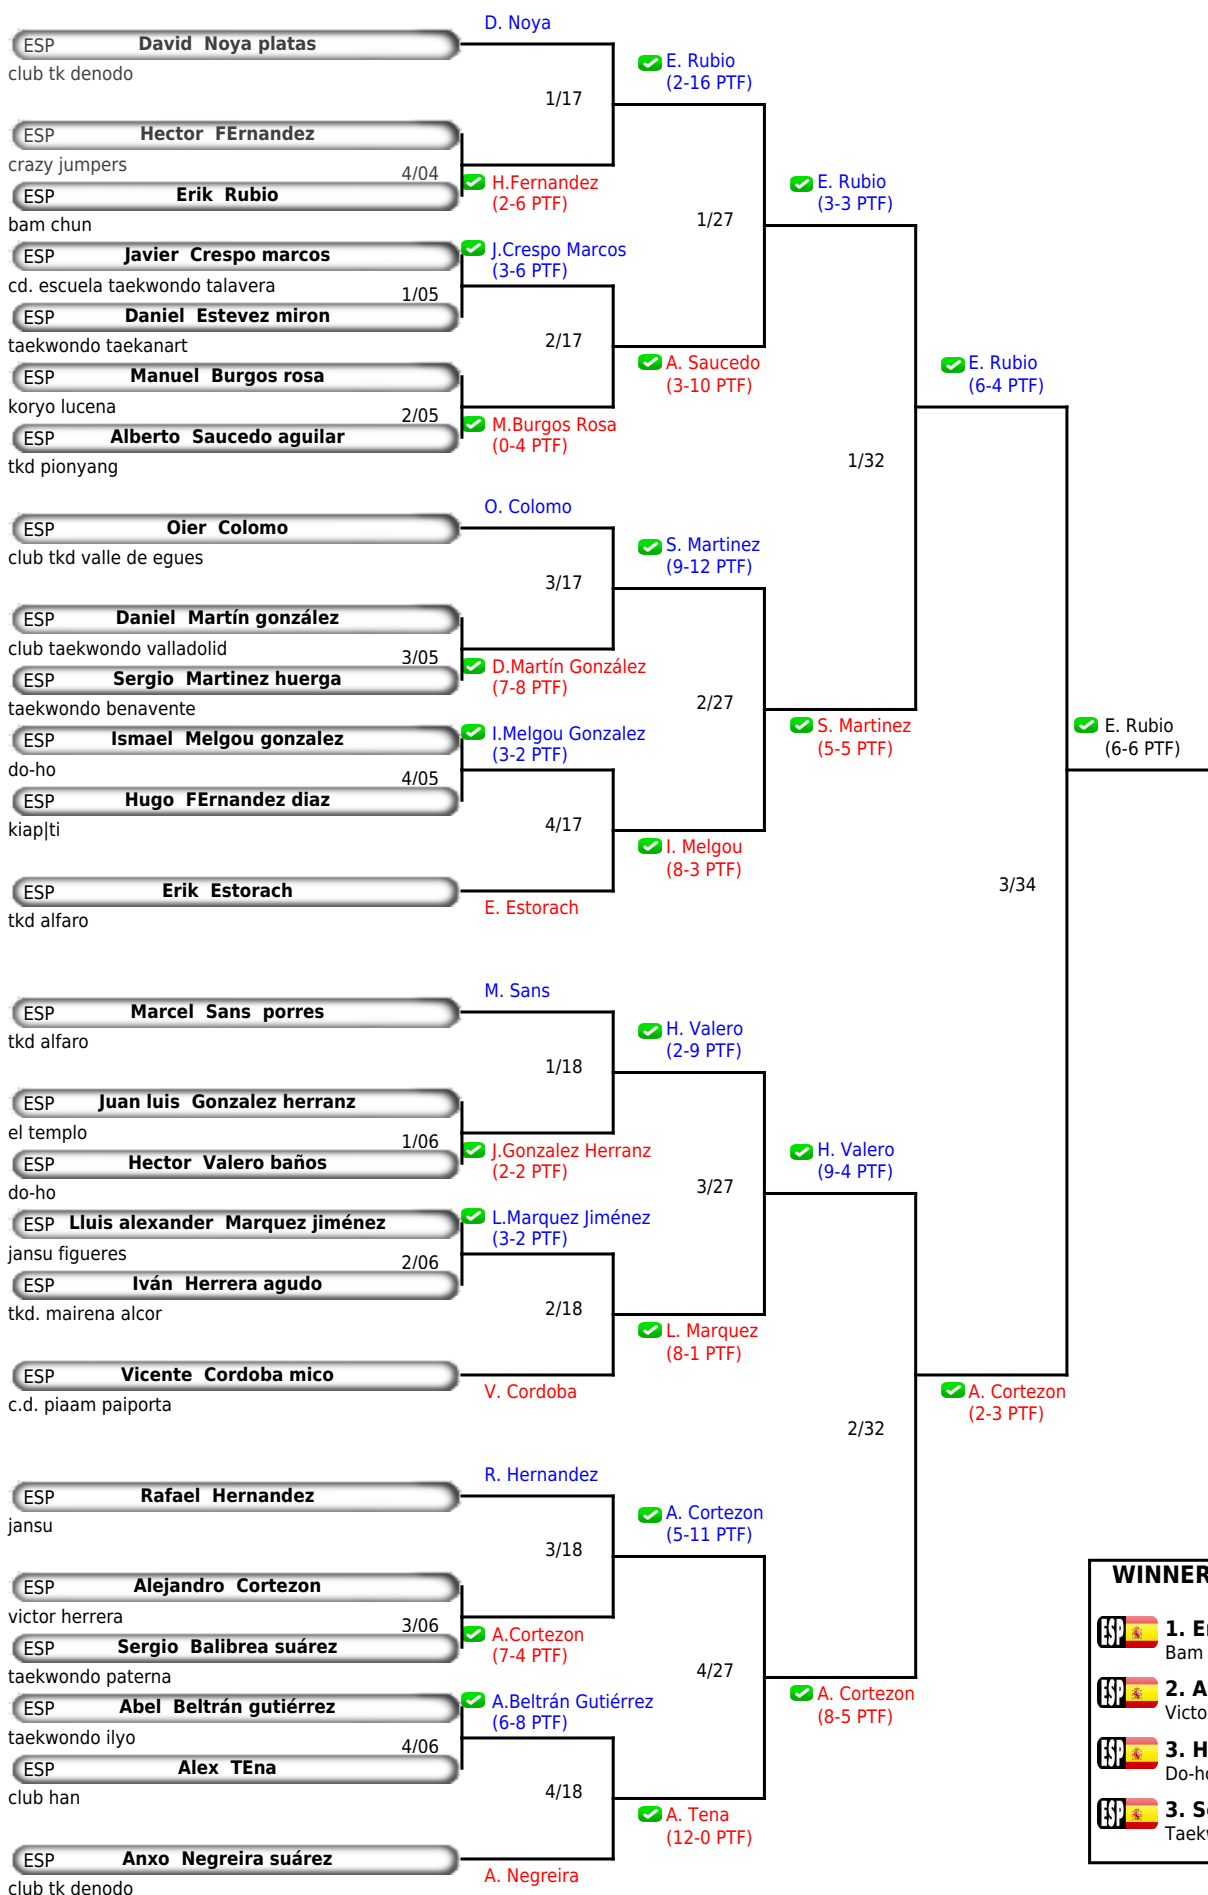 D. Noya
ESP David Noya platas
club tk denodo
E. Rubio
(2-16 PTF)
1/17
ESP Hector FErnandez
crazy jumpers
4/04
H.Fernandez
(2-6 PTF)
ESP Erik Rubio
bam chun
E. Rubio
(3-3 PTF)
1/27
ESP Javier Crespo marcos
cd. escuela taekwondo talavera
J.Crespo Marcos
(3-6 PTF)
1/05
ESP Daniel Estevez miron
taekwondo taekanart
2/17
A. Saucedo
(3-10 PTF)
E. Rubio
(6-4 PTF)
ESP Manuel Burgos rosa
koryo lucena
2/05
M.Burgos Rosa
(0-4 PTF)
ESP Alberto Saucedo aguilar
tkd pionyang
1/32
O. Colomo
ESP Oier Colomo
club tkd valle de egues
S. Martinez
(9-12 PTF)
3/17
ESP Daniel Martín gonzález
club taekwondo valladolid
3/05
D.Martín González
(7-8 PTF)
ESP Sergio Martinez huerga
taekwondo benavente
2/27
S. Martinez
(5-5 PTF)
E. Rubio
(6-6 PTF)
ESP Ismael Melgou gonzalez
do-ho
I.Melgou Gonzalez
(3-2 PTF)
4/05
ESP Hugo FErnandez diaz
kiap|ti
4/17
I. Melgou
(8-3 PTF)
ESP Erik Estorach
tkd alfaro
E. Estorach
3/34
M. Sans
ESP Marcel Sans porres
tkd alfaro
H. Valero
(2-9 PTF)
1/18
ESP Juan luis Gonzalez herranz
el templo
1/06
J.Gonzalez Herranz
(2-2 PTF)
ESP Hector Valero baños
do-ho
H. Valero
(9-4 PTF)
3/27
ESP Lluis alexander Marquez jiménez
jansu figueres
L.Marquez Jiménez
(3-2 PTF)
2/06
ESP Iván Herrera agudo
tkd. mairena alcor
2/18
L. Marquez
(8-1 PTF)
ESP Vicente Cordoba mico
c.d. piaam paiporta
V. Cordoba
A. Cortezon
(2-3 PTF)
2/32
R. Hernandez
ESP Rafael Hernandez
jansu
A. Cortezon
(5-11 PTF)
3/18
ESP Alejandro Cortezon
victor herrera
3/06
A.Cortezon
(7-4 PTF)
ESP Sergio Balibrea suárez
taekwondo paterna
4/27
A. Cortezon
(8-5 PTF)
ESP Abel Beltrán gutiérrez
taekwondo ilyo
A.Beltrán Gutiérrez
(6-8 PTF)
4/06
ESP Alex TEna
club han
4/18
A. Tena
(12-0 PTF)
ESP Anxo Negreira suárez
club tk denodo
A. Negreira
WINNER
ESP 1. E
Bam
ESP 2. A
Victo
ESP 3. H
Do-ho
ESP 3. S
Taek